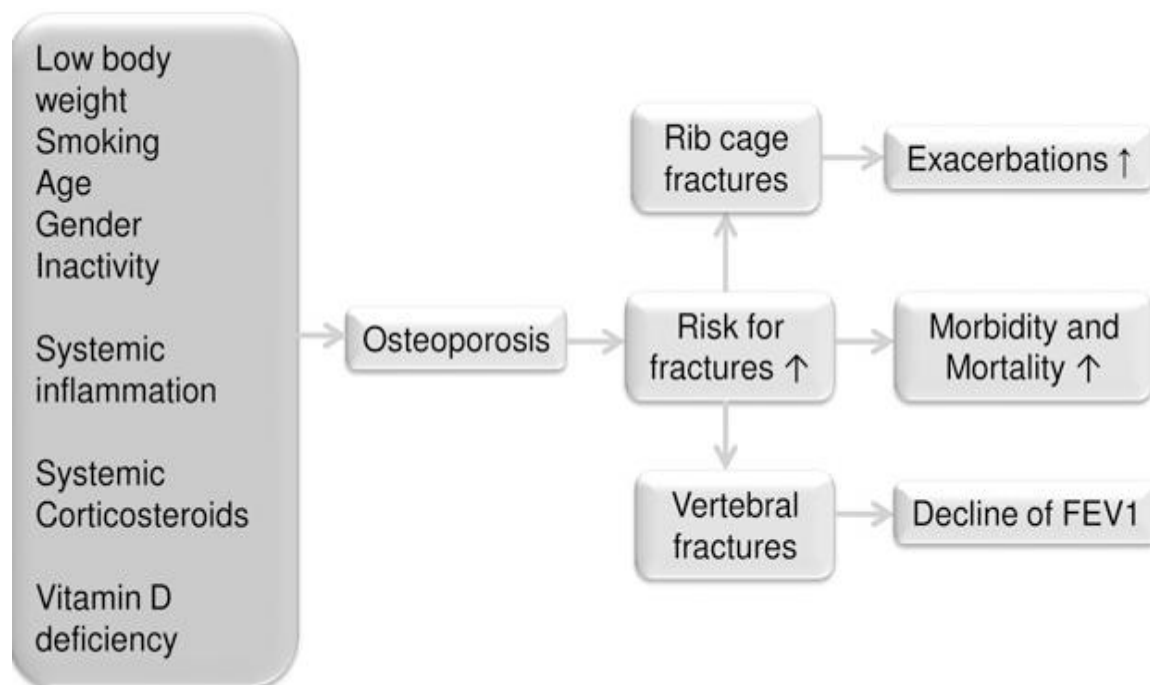 Low body
weight
Smoking
Age
Gender
Inactivity
Systemic
inflammation
Systemic
Corticosteroids
Vitamin D
deficiency
Osteoporosis
Risk for
fractures ↑
Rib cage
fractures
Exacerbations ↑
Morbidity and
Mortality ↑
Vertebral
fractures
Decline of FEV1